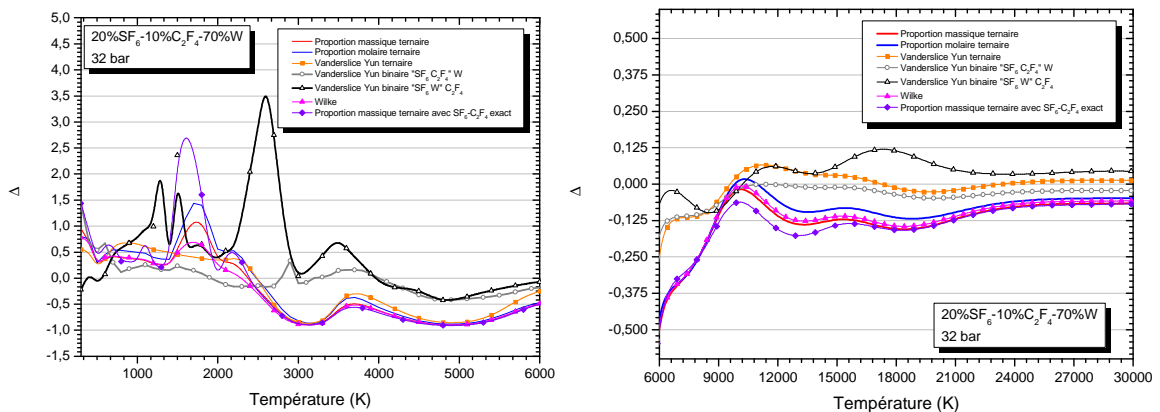 20%SF6-10%C2F4-70%W
32 bar
Proportion massique ternaire
Proportion molaire ternaire
Vanderslice Yun ternaire
Vanderslice Yun binaire "SF6 C2F4" W
Vanderslice Yun binaire "SF6 W" C2F4
Wilke
Proportion massique ternaire avec SF6-C2F4 exact
5,0
4,5
4,0
3,5
3,0
2,5
2,0
1,5
1,0
0,5
0,0
-0,5
-1,0
-1,5
Δ
1000
2000
3000
4000
5000
6000
Température (K)
Proportion massique ternaire
Proportion molaire ternaire
Vanderslice Yun ternaire
Vanderslice Yun binaire "SF6 C2F4" W
Vanderslice Yun binaire "SF6 W" C2F4
Wilke
Proportion massique ternaire avec SF6-C2F4 exact
0,500
0,375
0,250
0,125
0,000
-0,125
-0,250
-0,375
-0,500
Δ
20%SF6-10%C2F4-70%W
32 bar
6000
9000
12000
15000
18000
21000
24000
27000
30000
Température (K)